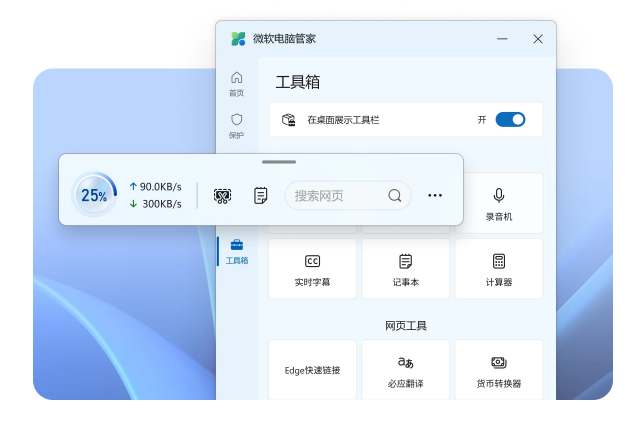 微软电脑管家
首页
保护
工具箱
工具箱
在桌面展示工具栏
开
25%
↑ 90.0KB/s
↓ 300KB/s
搜索网页
录音机
CC
实时字幕
记事本
计算器
网页工具
Edge快速链接
aあ
必应翻译
货币转换器